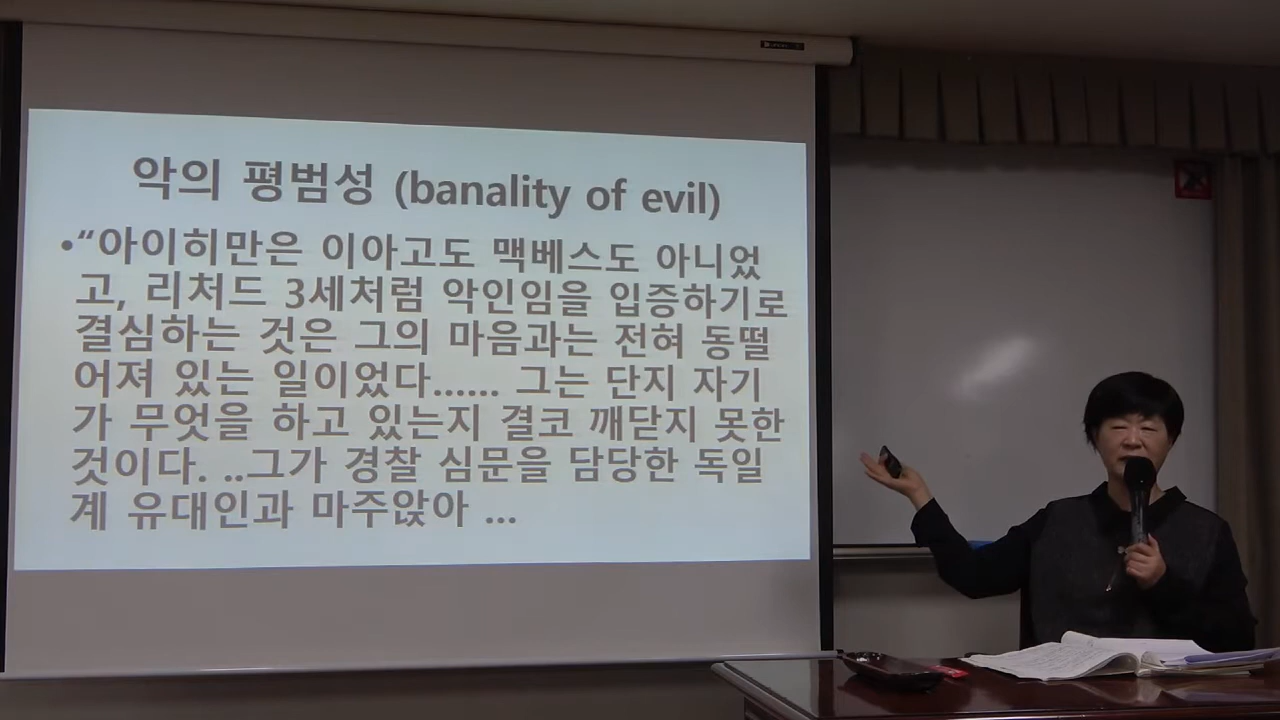 악의 평범성 (banality of evil)
•“아이히만은 이아고도 맥베스도 아니었
고, 리처드 3세처럼 악인임을 입증하기로
결심하는 것은 그의 마음과는 전혀 동떨
어져 있는 일이었다...... 그는 단지 자기
가 무엇을 하고 있는지 결코 깨닫지 못한
것이다. ..그가 경찰 심문을 담당한 독일
계 유대인과 마주앉아 ...